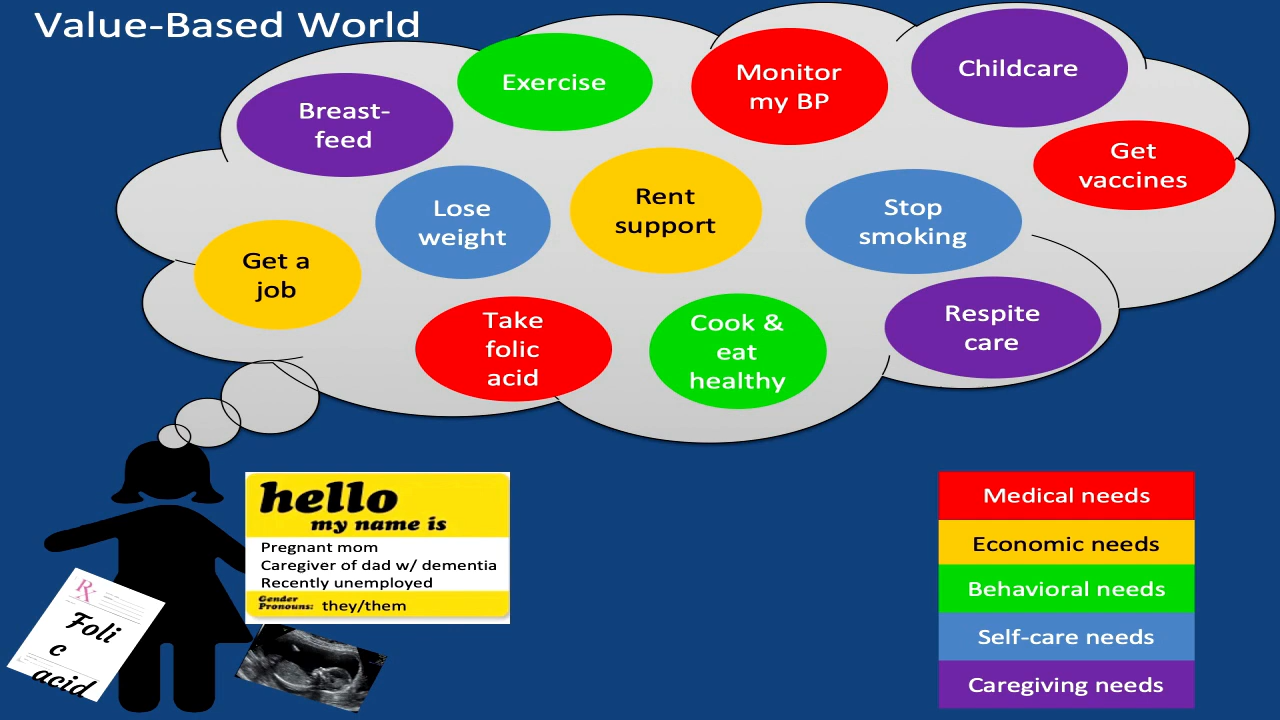 Value-Based World
Breast-
feed
Exercise
Monitor
my BP
Childcare
Get
vaccines
Lose
weight
Rent
support
Stop
smoking
Get a
job
Take
folic
acid
Cook &
eat
healthy
Respite
care
hello
my name is
Pregnant mom
Caregiver of dad w/ dementia
Recently unemployed
Gender
Pronouns: they/them
Rx
Foli
c
acid
Medical needs
Economic needs
Behavioral needs
Self-care needs
Caregiving needs